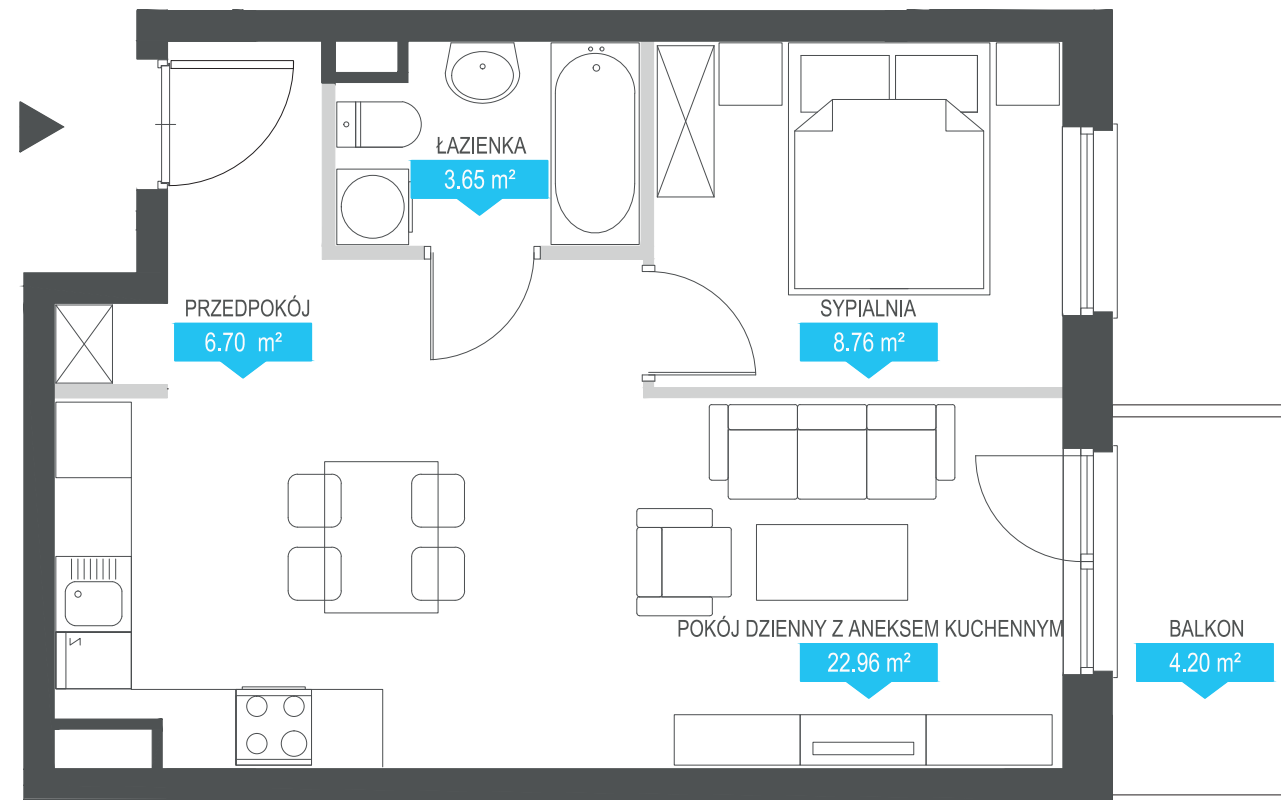 ŁAZIENKA
3.65 m²
PRZEDPOKÓJ
6.70 m²
SYPIALNIA
8.76 m²
POKÓJ DZIENNY Z ANEKSEM KUCHENNYM
22.96 m²
BALKON
4.20 m²